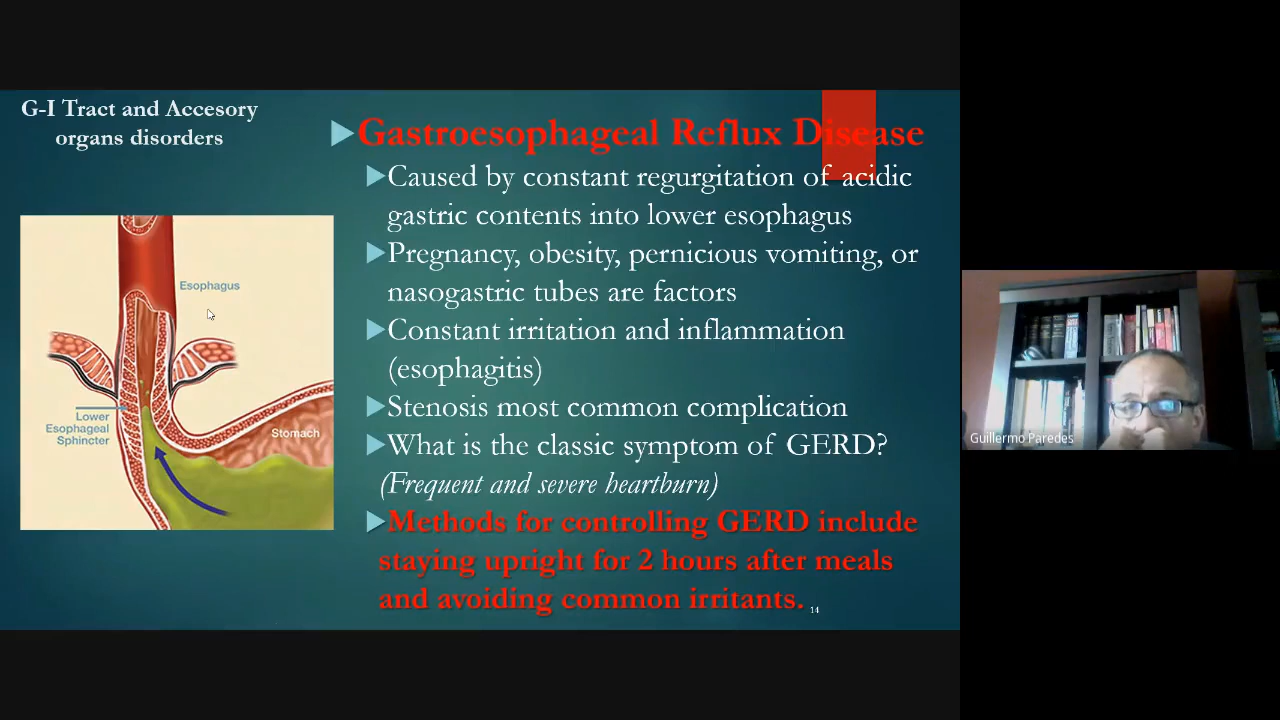 G-I Tract and Accesory
organs disorders
Gastroesophageal Reflux Disease
Caused by constant regurgitation of acidic
gastric contents into lower esophagus
Pregnancy, obesity, pernicious vomiting, or
nasogastric tubes are factors
Constant irritation and inflammation
(esophagitis)
Stenosis most common complication
What is the classic symptom of GERD?
(Frequent and severe heartburn)
Methods for controlling GERD include
staying upright for 2 hours after meals
and avoiding common irritants.
14
Esophagus
Lower
Esophageal
Sphincter
Stomach
Guillermo Paredes